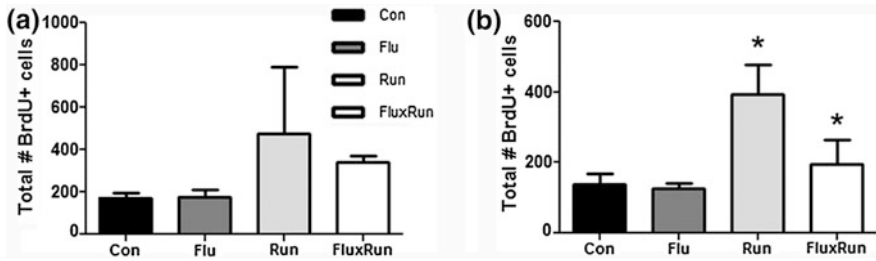 (a)
Total # BrdU+ cells
1000
800
600
400
200
0
Con
Flu
Run
FluxRun
Con
Flu
Run
FluxRun
(b)
Total # BrdU+ cells
600
400
200
0
*
*
Con
Flu
Run
FluxRun